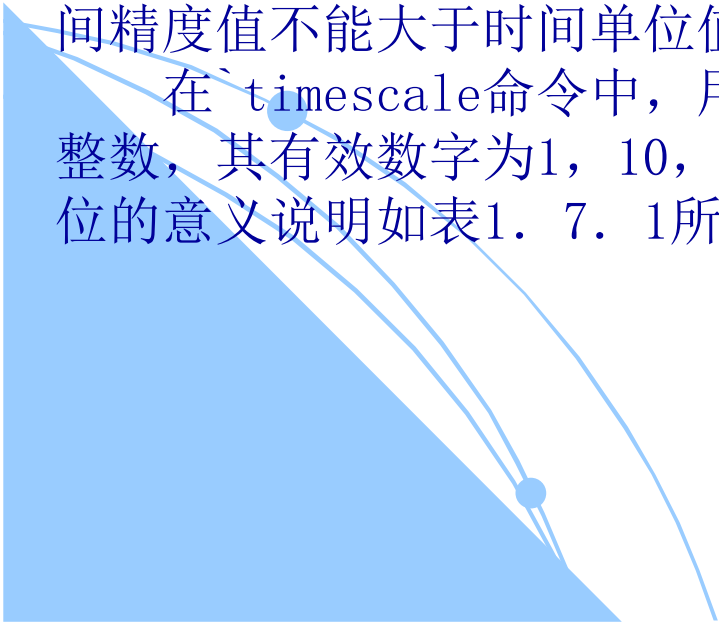 间精度值不能大于时间单位值
在`timescale命令中，用
整数，其有效数字为1，10，
位的意义说明如表1．7．1所